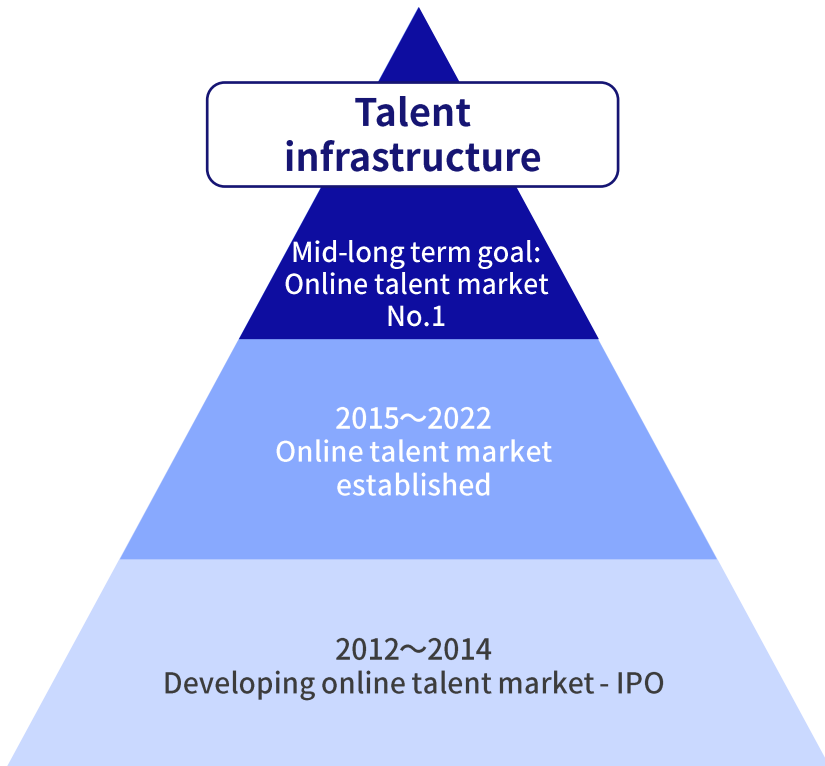 Talent
infrastructure
Mid-long term goal:
Online talent market
No.1
2015～2022
Online talent market
established
2012～2014
Developing online talent market - IPO